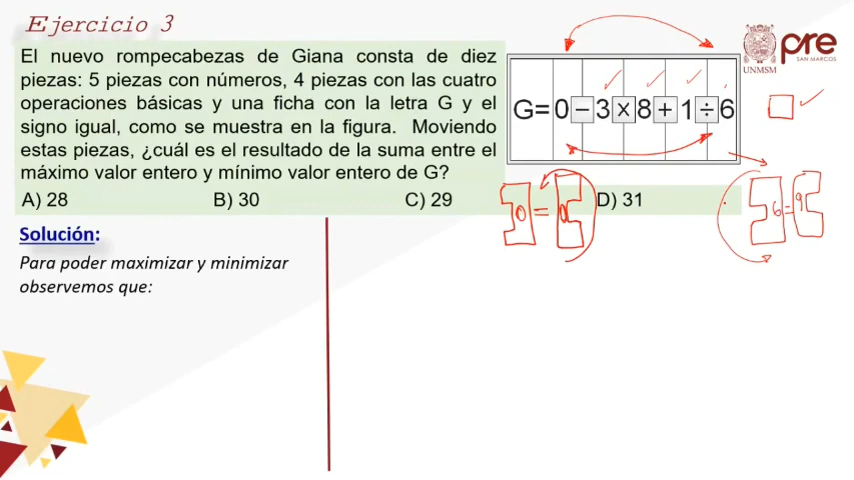 Ejercicio 3
El nuevo rompecabezas de Giana consta de diez
piezas: 5 piezas con números, 4 piezas con las cuatro
operaciones básicas y una ficha con la letra G y el
signo igual, como se muestra en la figura. Moviendo
estas piezas, ¿cuál es el resultado de la suma entre el
máximo valor entero y mínimo valor entero de G?
A) 28 B) 30 C) 29 D) 31
G=0−3×8+1÷6
UNMSM
pre
SAN MARCOS
0 = 0
6 = 9
Solución:
Para poder maximizar y minimizar
observemos que: